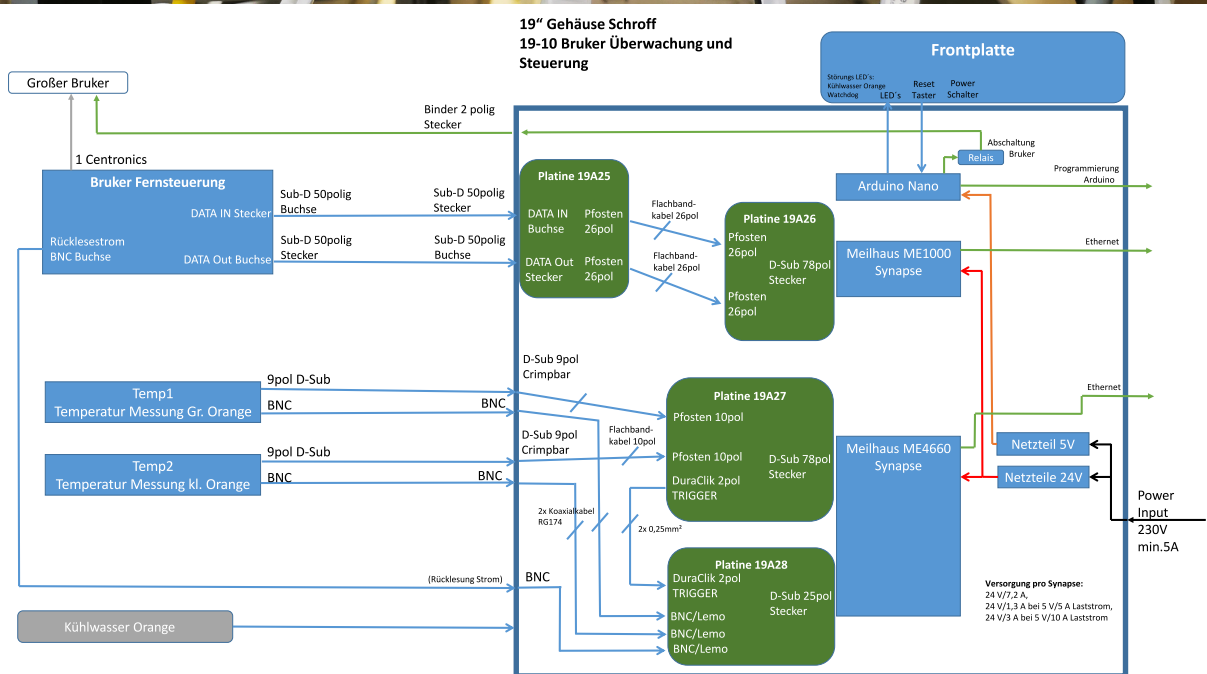 19“ Gehäuse Schroff
19-10 Bruker Überwachung und
Steuerung
Frontplatte
Störungs LED´s:
Kühlwasser Orange
Watchdog
LED´s
Reset
Taster
Power
Schalter
Großer Bruker
Binder 2 polig
Stecker
Abschaltung
Bruker
Relais
1 Centronics
Bruker Fernsteuerung
DATA IN Stecker
Rücklesestrom
BNC Buchse
DATA Out Buchse
Sub-D 50polig
Buchse
Sub-D 50polig
Stecker
Sub-D 50polig
Stecker
Sub-D 50polig
Buchse
Platine 19A25
DATA IN
Buchse
Pfosten
26pol
DATA Out
Stecker
Pfosten
26pol
Flachband-
kabel 26pol
Flachband-
kabel 26pol
Platine 19A26
Pfosten
26pol
D-Sub 78pol
Stecker
Pfosten
26pol
Arduino Nano
Programmierung
Arduino
Meilhaus ME1000
Synapse
Ethernet
D-Sub 9pol
Crimpbar
Temp1
Temperatur Messung Gr. Orange
9pol D-Sub
BNC
BNC
Temp2
Temperatur Messung kl. Orange
9pol D-Sub
BNC
BNC
D-Sub 9pol
Crimpbar
Flachband-
kabel 10pol
Platine 19A27
Pfosten 10pol
Pfosten 10pol
D-Sub 78pol
Stecker
DuraClik 2pol
TRIGGER
Meilhaus ME4660
Synapse
Ethernet
Netzteil 5V
Netzteile 24V
Power
Input
230V
min.5A
2x Koaxialkabel
RG174
2x 0,25mm²
Platine 19A28
DuraClik 2pol
TRIGGER
D-Sub 25pol
Stecker
BNC/Lemo
BNC/Lemo
BNC/Lemo
(Rücklesung Strom)
BNC
Kühlwasser Orange
Versorgung pro Synapse:
24 V/7,2 A,
24 V/1,3 A bei 5 V/5 A Laststrom,
24 V/3 A bei 5 V/10 A Laststrom